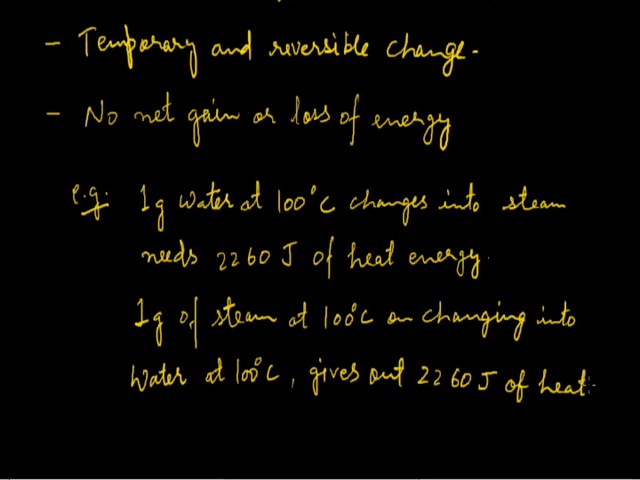 - Temporary and reversible change.
- No net gain or loss of energy
e.g. 1g water at 100°C changes into steam
needs 2260 J of heat energy.
1g of steam at 100°C on changing into
water at 100°C, gives out 2260 J of heat